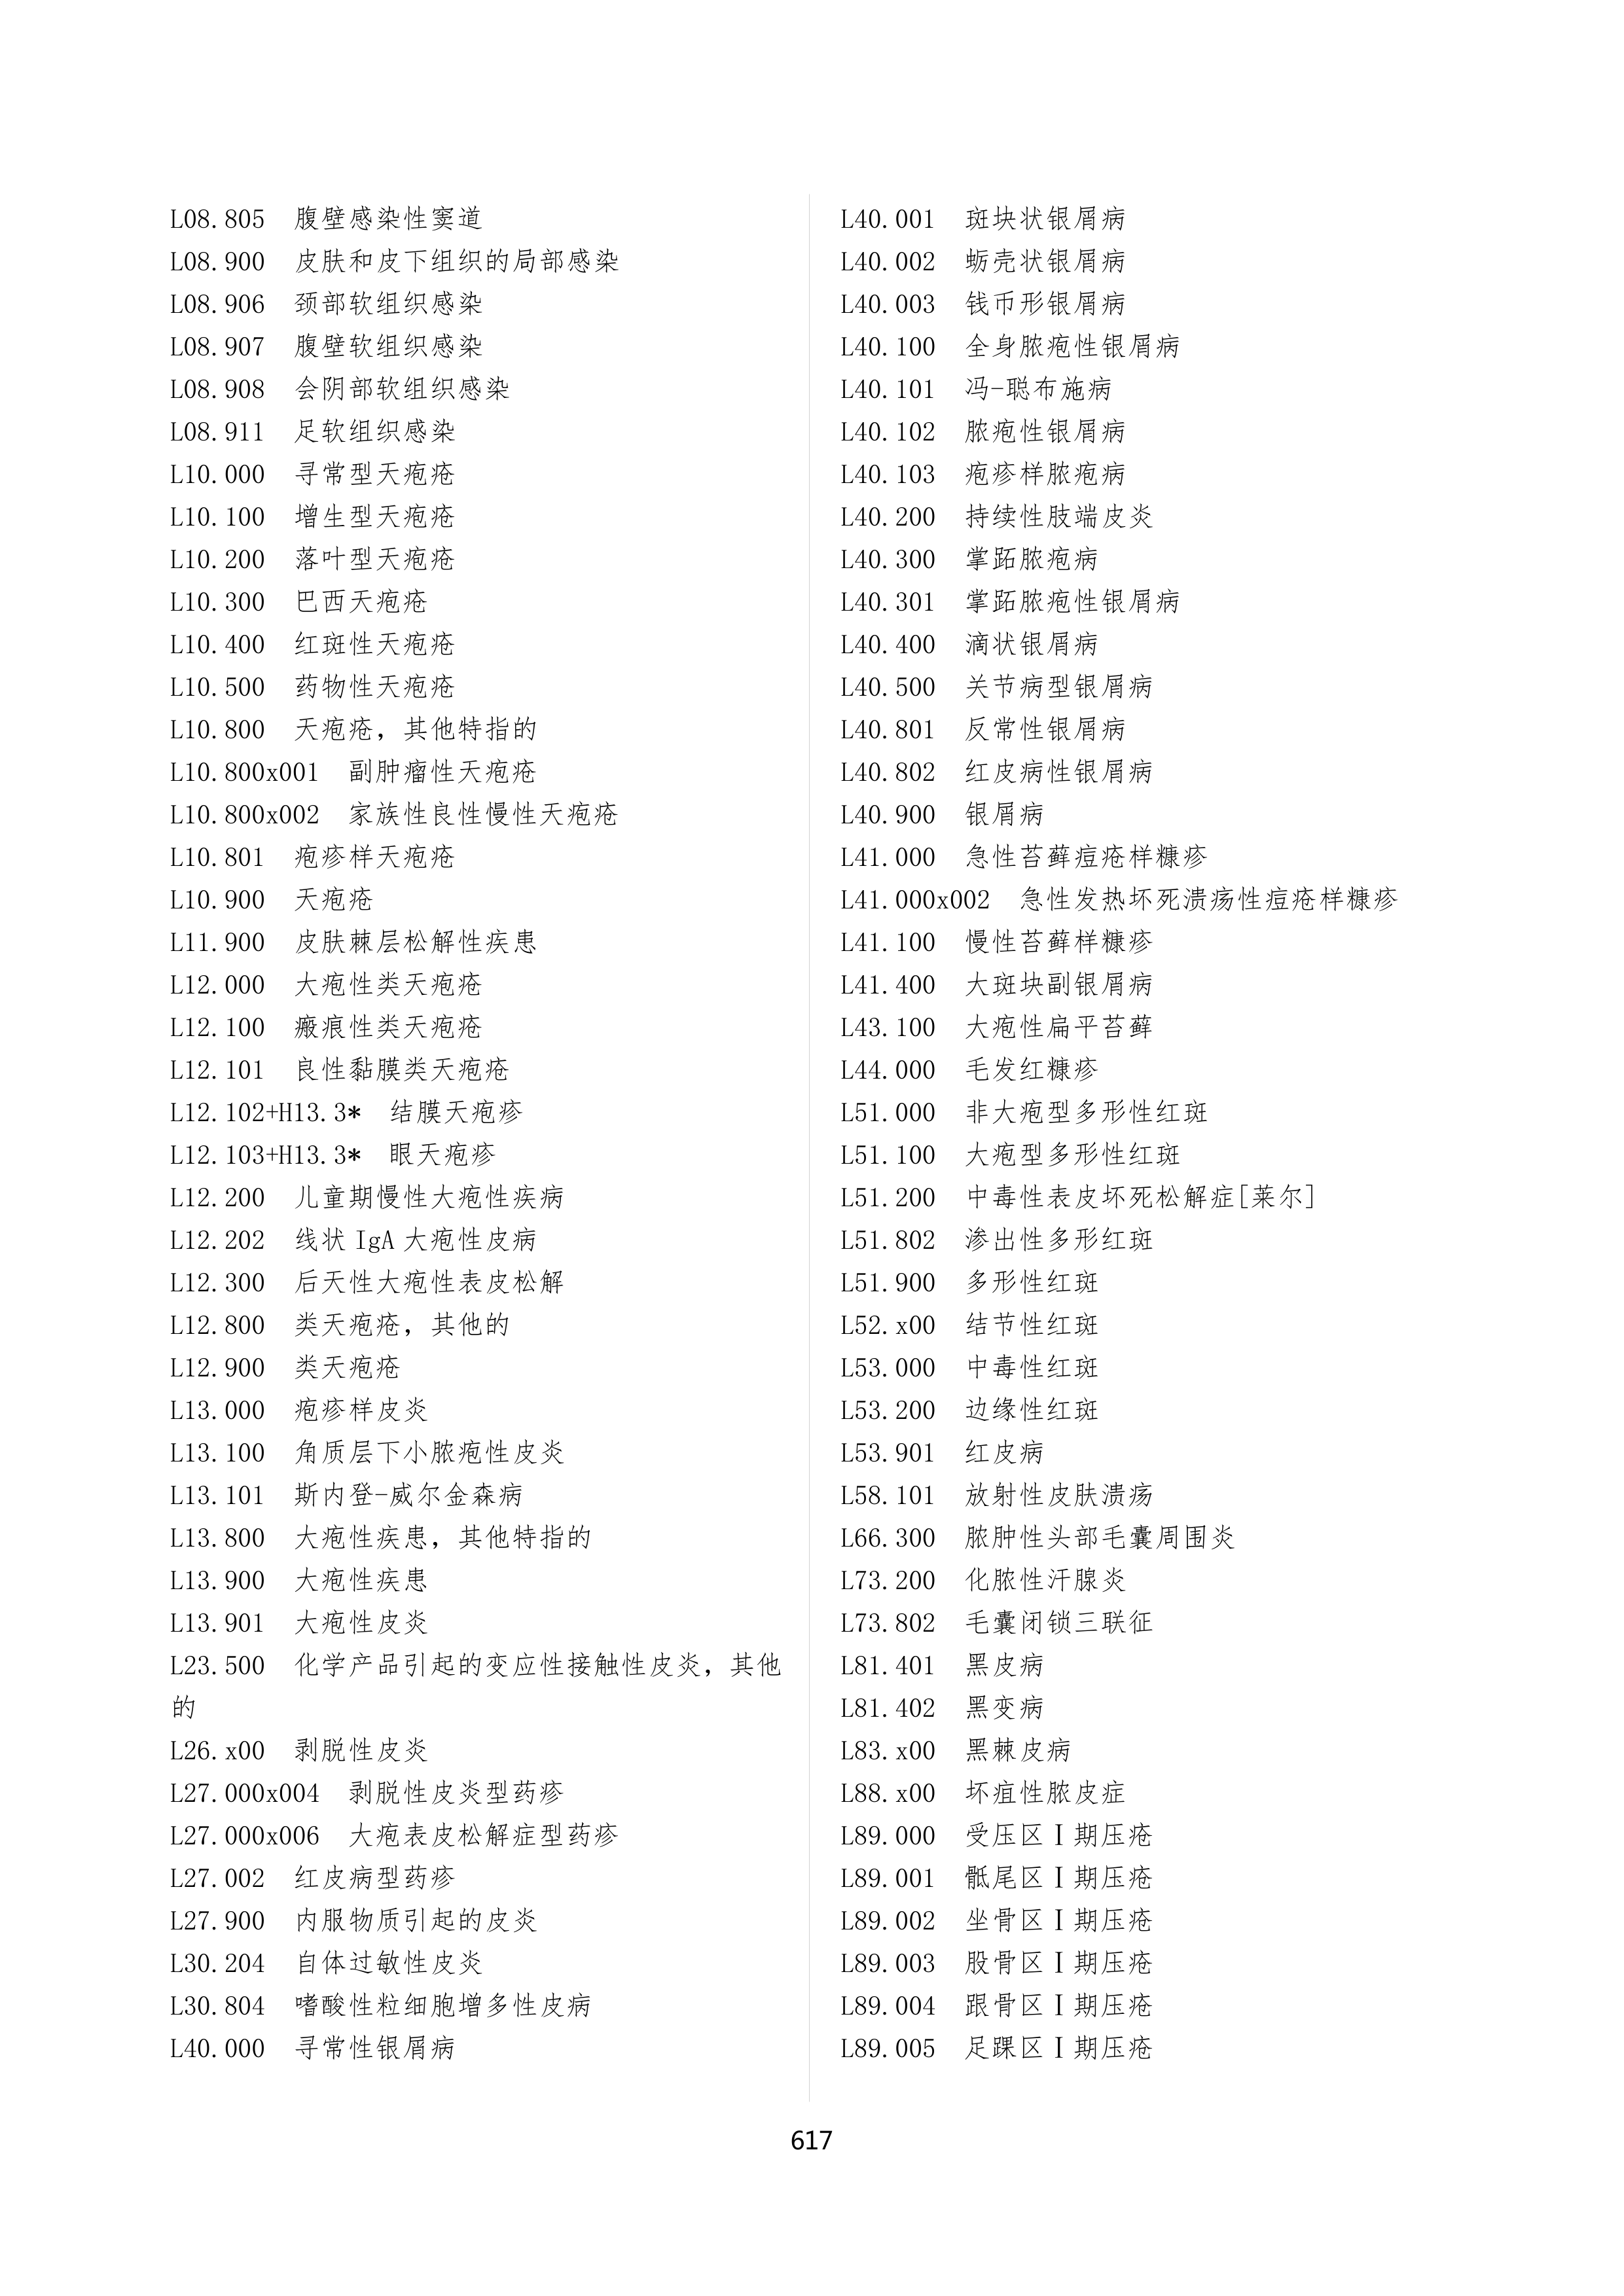 L08.805 腹壁感染性窦道
L08.900 皮肤和皮下组织的局部感染
L08.906 颈部软组织感染
L08.907 腹壁软组织感染
L08.908 会阴部软组织感染
L08.911 足软组织感染
L10.000 寻常型天疱疮
L10.100 增生型天疱疮
L10.200 落叶型天疱疮
L10.300 巴西天疱疮
L10.400 红斑性天疱疮
L10.500 药物性天疱疮
L10.800 天疱疮，其他特指的
L10.800x001 副肿瘤性天疱疮
L10.800x002 家族性良性慢性天疱疮
L10.801 疱疹样天疱疮
L10.900 天疱疮
L11.900 皮肤棘层松解性疾患
L12.000 大疱性类天疱疮
L12.100 瘢痕性类天疱疮
L12.101 良性黏膜类天疱疮
L12.102+H13.3* 结膜天疱疹
L12.103+H13.3* 眼天疱疹
L12.200 儿童期慢性大疱性疾病
L12.202 线状 IgA 大疱性皮病
L12.300 后天性大疱性表皮松解
L12.800 类天疱疮，其他的
L12.900 类天疱疮
L13.000 疱疹样皮炎
L13.100 角质层下小脓疱性皮炎
L13.101 斯内登-威尔金森病
L13.800 大疱性疾患，其他特指的
L13.900 大疱性疾患
L13.901 大疱性皮炎
L23.500 化学产品引起的变应性接触性皮炎，其他
的
L26.x00 剥脱性皮炎
L27.000x004 剥脱性皮炎型药疹
L27.000x006 大疱表皮松解症型药疹
L27.002 红皮病型药疹
L27.900 内服物质引起的皮炎
L30.204 自体过敏性皮炎
L30.804 嗜酸性粒细胞增多性皮病
L40.000 寻常性银屑病
L40.001 斑块状银屑病
L40.002 蛎壳状银屑病
L40.003 钱币形银屑病
L40.100 全身脓疱性银屑病
L40.101 冯-聪布施病
L40.102 脓疱性银屑病
L40.103 疱疹样脓疱病
L40.200 持续性肢端皮炎
L40.300 掌跖脓疱病
L40.301 掌跖脓疱性银屑病
L40.400 滴状银屑病
L40.500 关节病型银屑病
L40.801 反常性银屑病
L40.802 红皮病性银屑病
L40.900 银屑病
L41.000 急性苔藓痘疮样糠疹
L41.000x002 急性发热坏死溃疡性痘疮样糠疹
L41.100 慢性苔藓样糠疹
L41.400 大斑块副银屑病
L43.100 大疱性扁平苔藓
L44.000 毛发红糠疹
L51.000 非大疱型多形性红斑
L51.100 大疱型多形性红斑
L51.200 中毒性表皮坏死松解症[莱尔]
L51.802 渗出性多形红斑
L51.900 多形性红斑
L52.x00 结节性红斑
L53.000 中毒性红斑
L53.200 边缘性红斑
L53.901 红皮病
L58.101 放射性皮肤溃疡
L66.300 脓肿性头部毛囊周围炎
L73.200 化脓性汗腺炎
L73.802 毛囊闭锁三联征
L81.401 黑皮病
L81.402 黑变病
L83.x00 黑棘皮病
L88.x00 坏疽性脓皮症
L89.000 受压区Ⅰ期压疮
L89.001 骶尾区Ⅰ期压疮
L89.002 坐骨区Ⅰ期压疮
L89.003 股骨区Ⅰ期压疮
L89.004 跟骨区Ⅰ期压疮
L89.005 足踝区Ⅰ期压疮
617